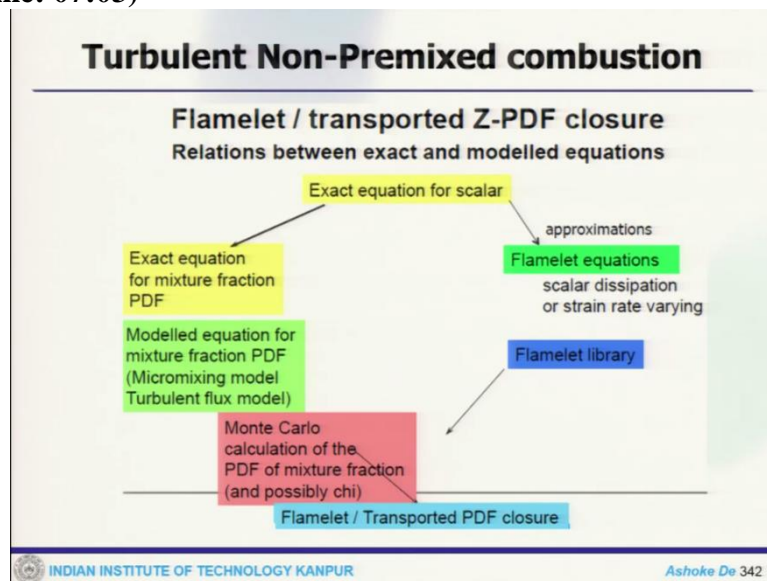 Turbulent Non-Premixed combustion
Flamelet / transported Z-PDF closure
Relations between exact and modelled equations
Exact equation for scalar
approximations
Exact equation
for mixture fraction
PDF
Flamelet equations
scalar dissipation
or strain rate varying
Modelled equation for
mixture fraction PDF
(Micromixing model
Turbulent flux model)
Flamelet library
Monte Carlo
calculation of the
PDF of mixture fraction
(and possibly chi)
Flamelet / Transported PDF closure
INDIAN INSTITUTE OF TECHNOLOGY KANPUR
Ashoke De 342